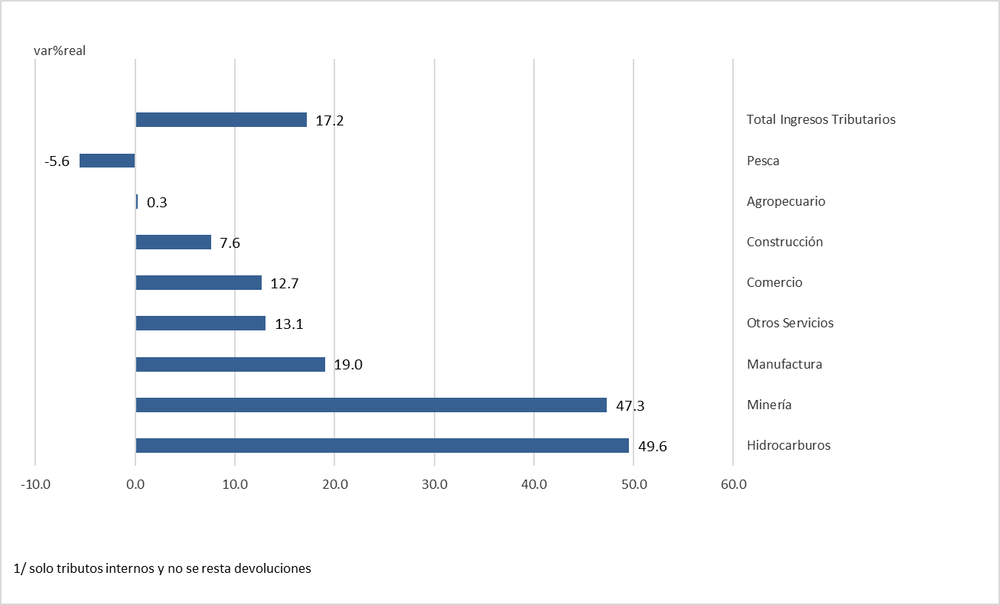 var%real
17.2 Total Ingresos Tributarios
-5.6 Pesca
0.3 Agropecuario
7.6 Construcción
12.7 Comercio
13.1 Otros Servicios
19.0 Manufactura
47.3 Minería
49.6 Hidrocarburos
-10.0 0.0 10.0 20.0 30.0 40.0 50.0 60.0
1/ solo tributos internos y no se resta devoluciones